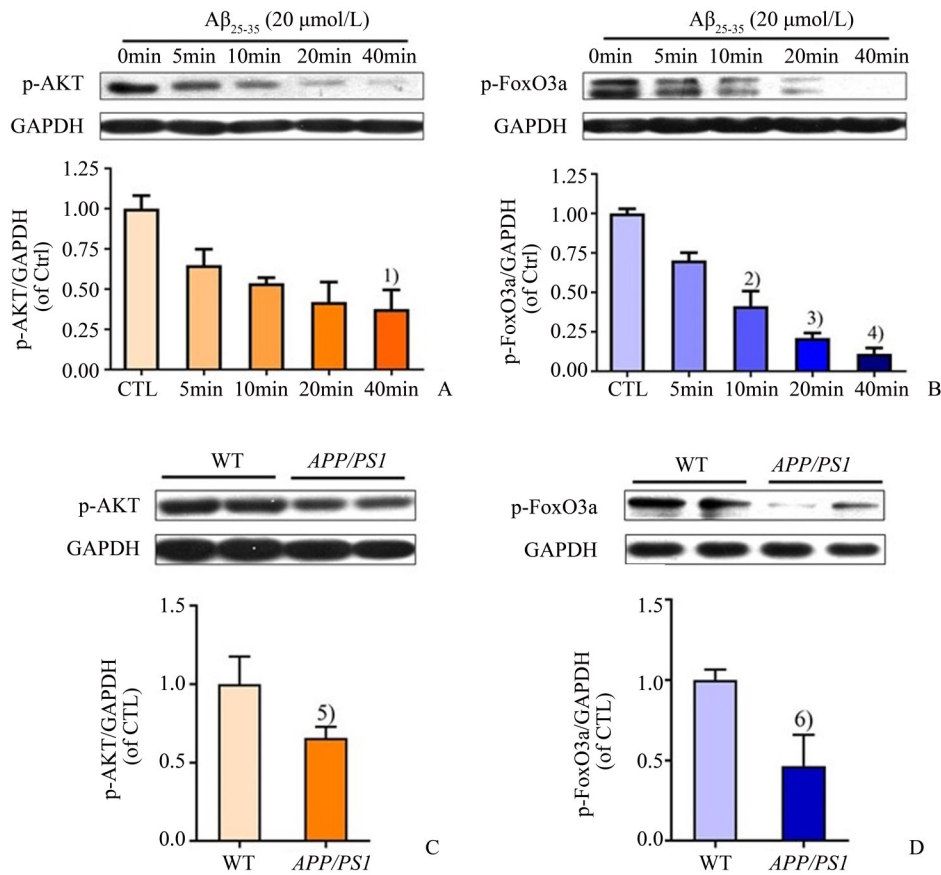 Aβ25-35 (20 μmol/L)
0min 5min 10min 20min 40min
p-AKT
GAPDH
1.25
1.00
0.75
0.50
0.25
0.00
p-AKT/GAPDH
(of Ctrl)
1)
CTL 5min 10min 20min 40min
A
Aβ25-35 (20 μmol/L)
0min 5min 10min 20min 40min
p-FoxO3a
GAPDH
1.25
1.00
0.75
0.50
0.25
0.00
p-FoxO3a/GAPDH
(of Ctrl)
2)
3)
4)
CTL 5min 10min 20min 40min
B
WT APP/PS1
p-AKT
GAPDH
1.5
1.0
0.5
0.0
p-AKT/GAPDH
(of CTL)
5)
WT APP/PS1
C
WT APP/PS1
p-FoxO3a
GAPDH
1.5
1.0
0.5
0.0
p-FoxO3a/GAPDH
(of CTL)
6)
WT APP/PS1
D